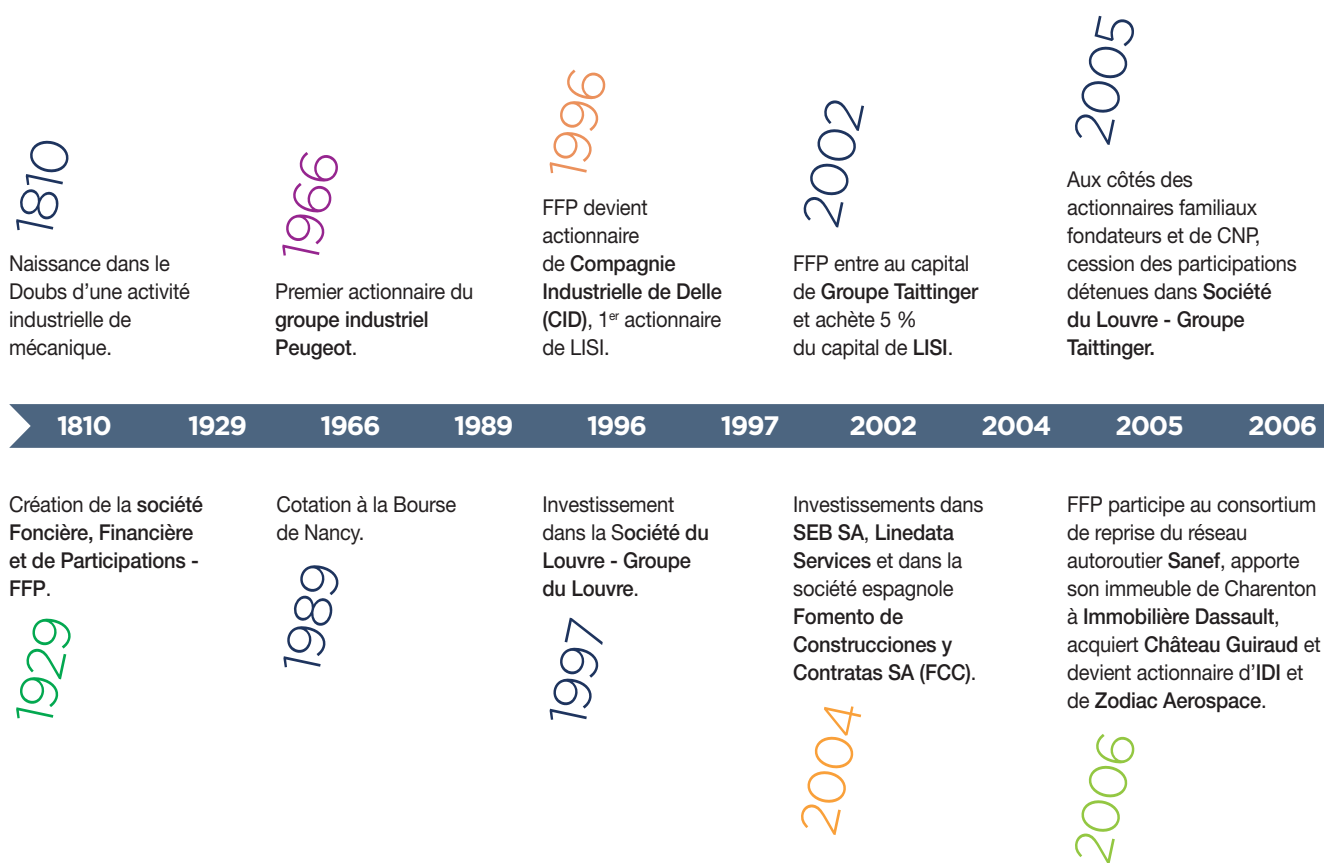 1810
Naissance dans le
Doubs d’une activité
industrielle de
mécanique.
1966
Premier actionnaire du
groupe industriel
Peugeot.
1996
FFP devient
actionnaire
de Compagnie
Industrielle de Delle
(CID), 1er actionnaire
de LISI.
2002
FFP entre au capital
de Groupe Taittinger
et achète 5 %
du capital de LISI.
2005
Aux côtés des
actionnaires familiaux
fondateurs et de CNP,
cession des participations
détenues dans Société
du Louvre - Groupe
Taittinger.
1810 1929 1966 1989 1996 1997 2002 2004 2005 2006
Création de la société
Foncière, Financière
et de Participations -
FFP.
1929
Cotation à la Bourse
de Nancy.
1989
Investissement
dans la Société du
Louvre - Groupe
du Louvre.
1997
Investissements dans
SEB SA, Linedata
Services et dans la
société espagnole
Fomento de
Construcciones y
Contratas SA (FCC).
2004
FFP participe au consortium
de reprise du réseau
autoroutier Sanef, apporte
son immeuble de Charenton
à Immobilière Dassault,
acquiert Château Guiraud et
devient actionnaire d’IDI et
de Zodiac Aerospace.
2006